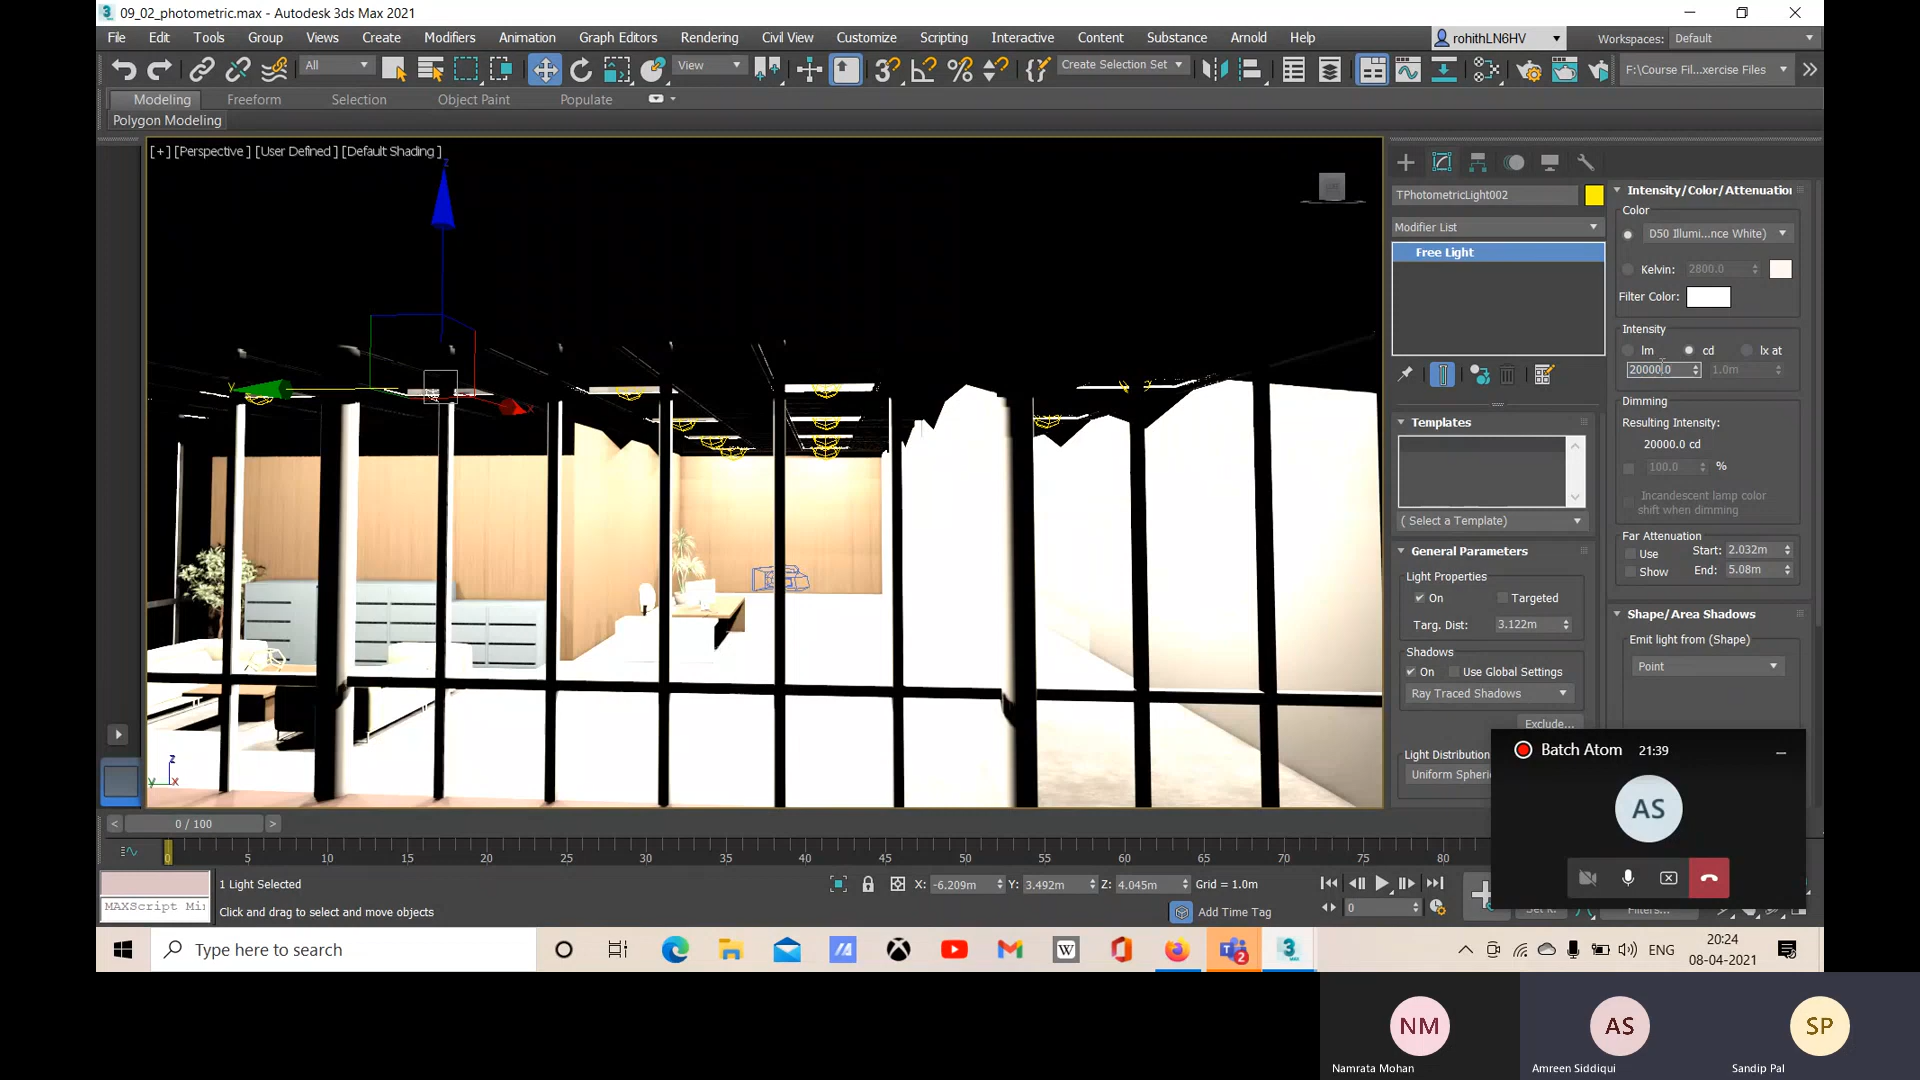 09_02_photometric.max - Autodesk 3ds Max 2021
File Edit Tools Group Views Create Modifiers Animation Graph Editors Rendering Civil View Customize Scripting Interactive Content Substance Arnold Help rohithLN6HV Workspaces: Default
All View Create Selection Set F:\Course Fil...xercise Files
Modeling Freeform Selection Object Paint Populate
Polygon Modeling
[+] [Perspective ] [User Defined ] [Default Shading ]
z
y
x
z
y x
TPhotometricLight002
Modifier List
Free Light
Templates
( Select a Template)
General Parameters
Light Properties
On Targeted
Targ. Dist: 3.122m
Shadows
On Use Global Settings
Ray Traced Shadows
Exclude...
Light Distribution
Uniform Spheri
Intensity/Color/Attenuation
Color
D50 Illumi...nce White)
Kelvin: 2800.0
Filter Color:
Intensity
lm cd lx at
20000.0 1.0m
Dimming
Resulting Intensity:
20000.0 cd
100.0 %
Incandescent lamp color
shift when dimming
Far Attenuation
Use Start: 2.032m
Show End: 5.08m
Shape/Area Shadows
Emit light from (Shape)
Point
Batch Atom 21:39
AS
< 0 / 100 >
0 5 10 15 20 25 30 35 40 45 50 55 60 65 70 75 80
1 Light Selected X: -6.209m Y: 3.492m Z: 4.045m Grid = 1.0m
MAXScript Mi
Click and drag to select and move objects Add Time Tag 0 Filters...
Type here to search ENG 20:24
08-04-2021
NM AS SP
Namrata Mohan Amreen Siddiqui Sandip Pal